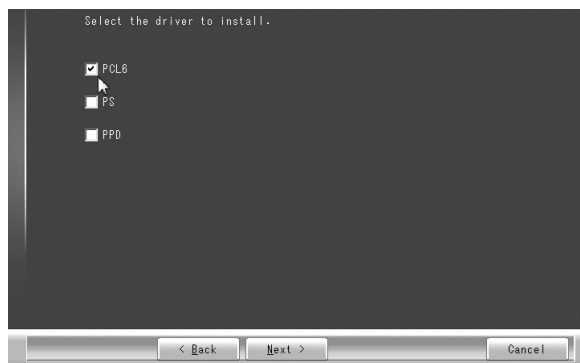 Select the driver to install.
PCL6
PS
PPD
< Back
Next >
Cancel